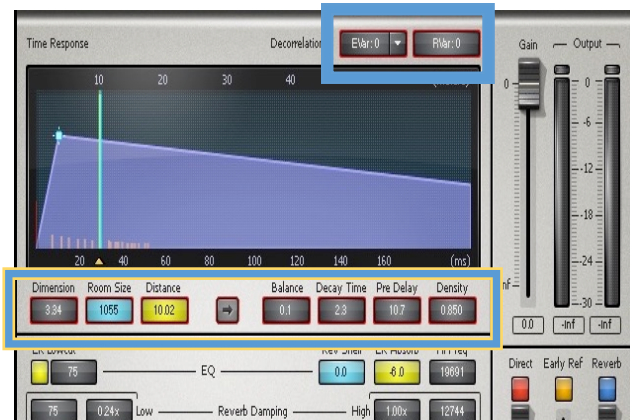 Time Response Decorrelation EVar: 0 RVar: 0 Gain Output
10 20 30 40
0 0
-6
-12
-18
20 40 60 80 100 120 140 160 (ms) -24
Dimension Room Size Distance Balance Decay Time Pre Delay Density
3.34 1055 10.02 0.1 2.3 10.7 0.850 -30
0.0 -Inf -Inf
75 EQ 0.0 -6.0 19691
Direct Early Ref Reverb
75 0.24x Low Reverb Damping High 1.00x 12744